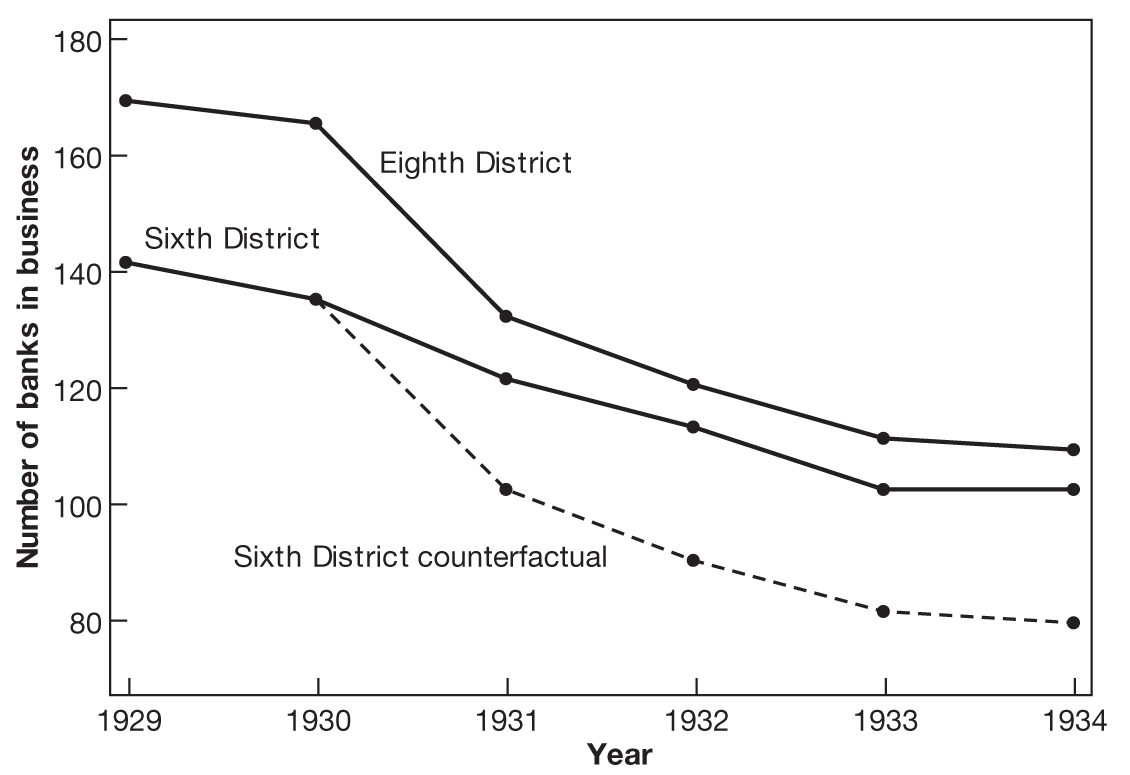 180
160
140
120
100
80
Number of banks in business
Eighth District
Sixth District
Sixth District counterfactual
1929
1930
1931
1932
1933
1934
Year